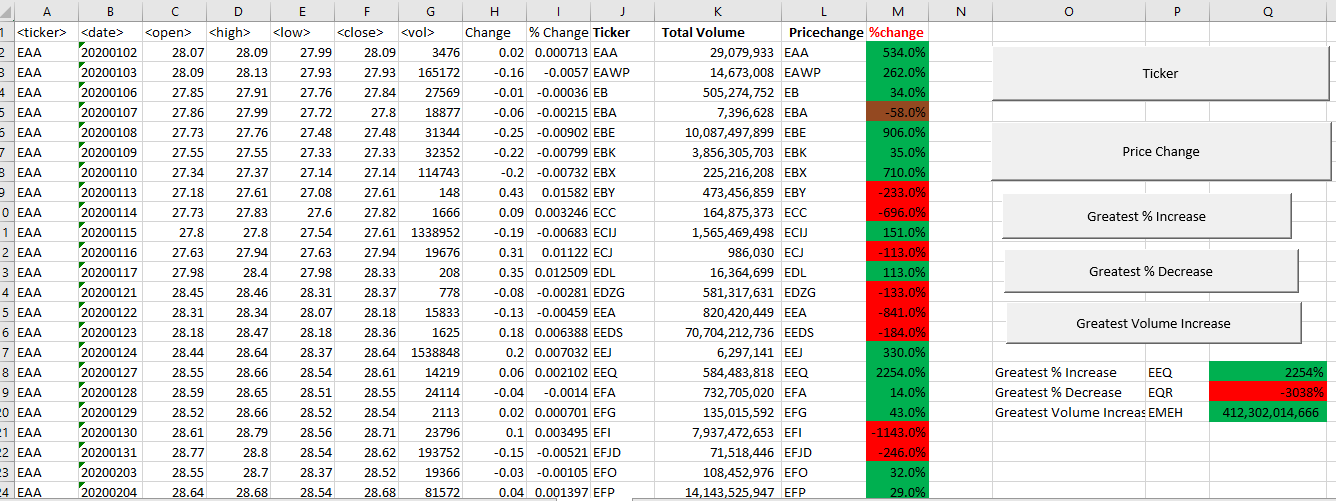 A B C D E F G H I J K L M N O P Q
1 <ticker> <date> <open> <high> <low> <close> <vol> Change % Change Ticker Total Volume Pricechange %change
2 EAA 20200102 28.07 28.09 27.99 28.09 3476 0.02 0.000713 EAA 29,079,933 EAA 534.0%
3 EAA 20200103 28.09 28.13 27.93 27.93 165172 -0.16 -0.0057 EAWP 14,673,008 EAWP 262.0% Ticker
4 EAA 20200106 27.85 27.91 27.76 27.84 27569 -0.01 -0.00036 EB 505,274,752 EB 34.0%
5 EAA 20200107 27.86 27.99 27.72 27.8 18877 -0.06 -0.00215 EBA 7,396,628 EBA -58.0%
6 EAA 20200108 27.73 27.76 27.48 27.48 31344 -0.25 -0.00902 EBE 10,087,497,899 EBE 906.0%
7 EAA 20200109 27.55 27.55 27.33 27.33 32352 -0.22 -0.00799 EBK 3,856,305,703 EBK 35.0% Price Change
8 EAA 20200110 27.34 27.37 27.14 27.14 114743 -0.2 -0.00732 EBX 225,216,208 EBX 710.0%
9 EAA 20200113 27.18 27.61 27.08 27.61 148 0.43 0.01582 EBY 473,456,859 EBY -233.0%
0 EAA 20200114 27.73 27.83 27.6 27.82 1666 0.09 0.003246 ECC 164,875,373 ECC -696.0% Greatest % Increase
1 EAA 20200115 27.8 27.8 27.54 27.61 1338952 -0.19 -0.00683 ECIJ 1,565,469,498 ECIJ 151.0%
2 EAA 20200116 27.63 27.94 27.63 27.94 19676 0.31 0.01122 ECJ 986,030 ECJ -113.0%
3 EAA 20200117 27.98 28.4 27.98 28.33 208 0.35 0.012509 EDL 16,364,699 EDL 113.0% Greatest % Decrease
4 EAA 20200121 28.45 28.46 28.31 28.37 778 -0.08 -0.00281 EDZG 581,317,631 EDZG -133.0%
5 EAA 20200122 28.31 28.34 28.07 28.18 15833 -0.13 -0.00459 EEA 820,420,449 EEA -841.0%
6 EAA 20200123 28.18 28.47 28.18 28.36 1625 0.18 0.006388 EEDS 70,704,212,736 EEDS -184.0% Greatest Volume Increase
7 EAA 20200124 28.44 28.64 28.37 28.64 1538848 0.2 0.007032 EEJ 6,297,141 EEJ 330.0%
8 EAA 20200127 28.55 28.66 28.54 28.61 14219 0.06 0.002102 EEQ 584,483,818 EEQ 2254.0% Greatest % Increase EEQ 2254%
9 EAA 20200128 28.59 28.65 28.51 28.55 24114 -0.04 -0.0014 EFA 732,705,020 EFA 14.0% Greatest % Decrease EQR -3038%
20 EAA 20200129 28.52 28.66 28.52 28.54 2113 0.02 0.000701 EFG 135,015,592 EFG 43.0% Greatest Volume Increas EMEH 412,302,014,666
21 EAA 20200130 28.61 28.79 28.56 28.71 23796 0.1 0.003495 EFI 7,937,472,653 EFI -1143.0%
22 EAA 20200131 28.77 28.8 28.54 28.62 193752 -0.15 -0.00521 EFJD 71,518,446 EFJD -246.0%
23 EAA 20200203 28.55 28.7 28.37 28.52 19366 -0.03 -0.00105 EFO 108,452,976 EFO 32.0%
24 EAA 20200204 28.64 28.68 28.54 28.68 81572 0.04 0.001397 EFP 14,143,525,947 EFP 29.0%